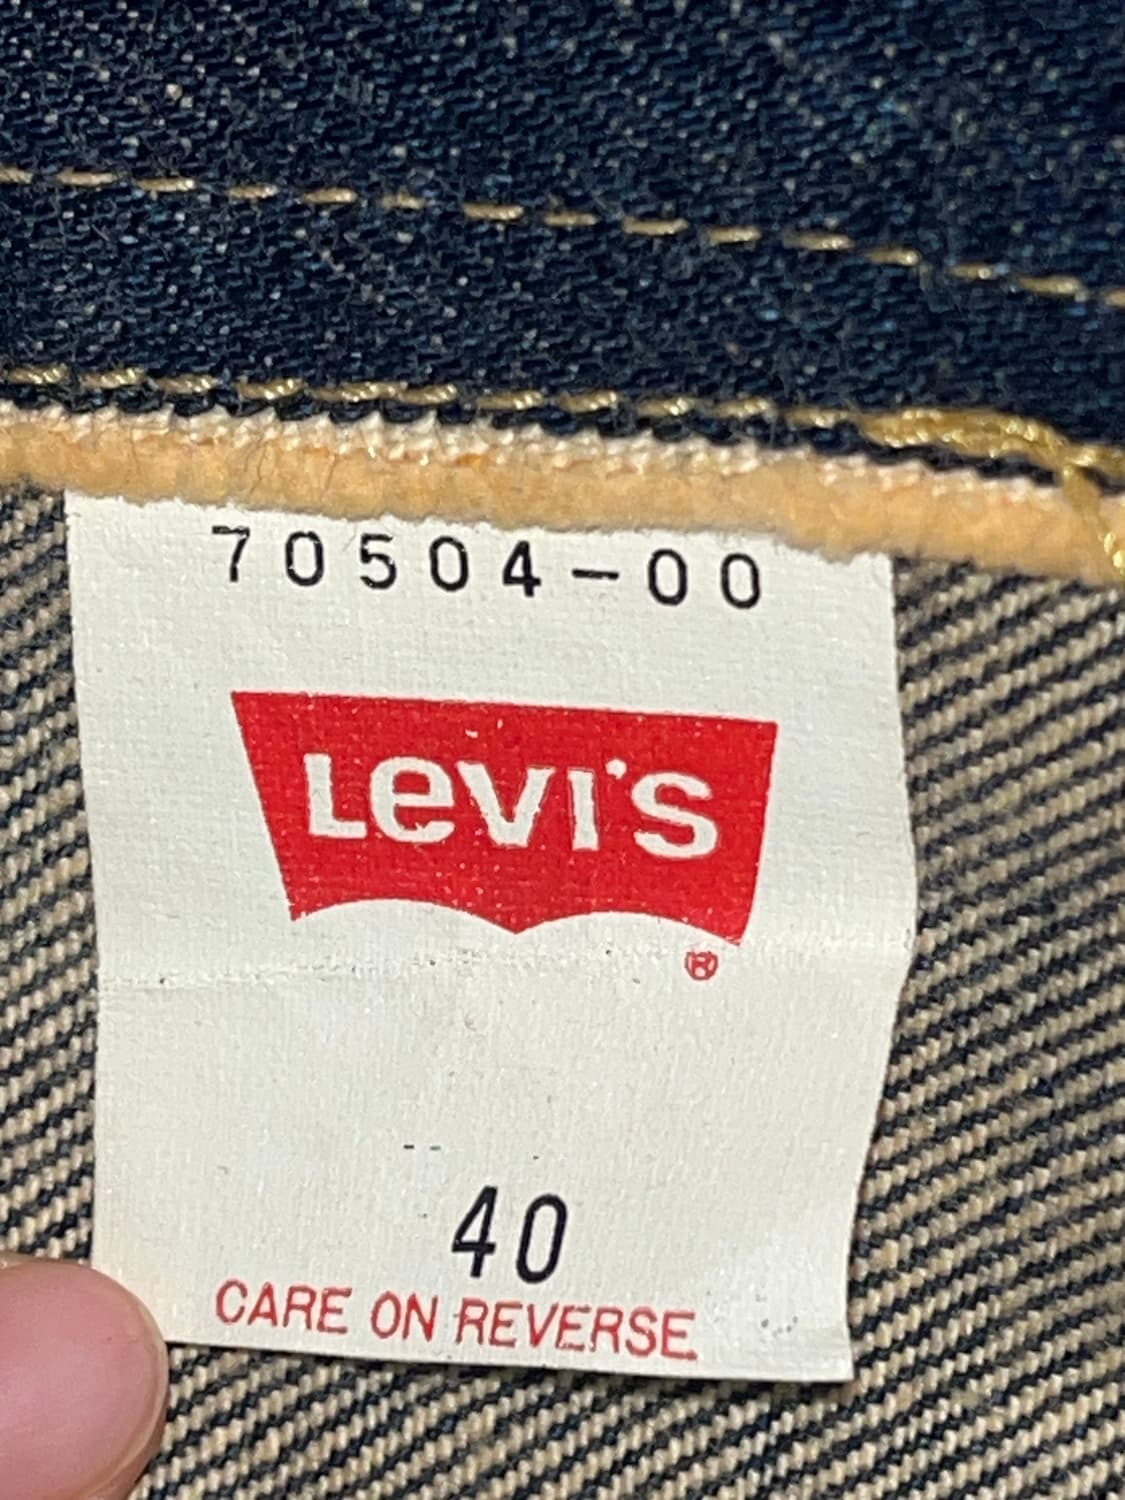 70504-00
LeVI'S
®
--
40
CARE ON REVERSE